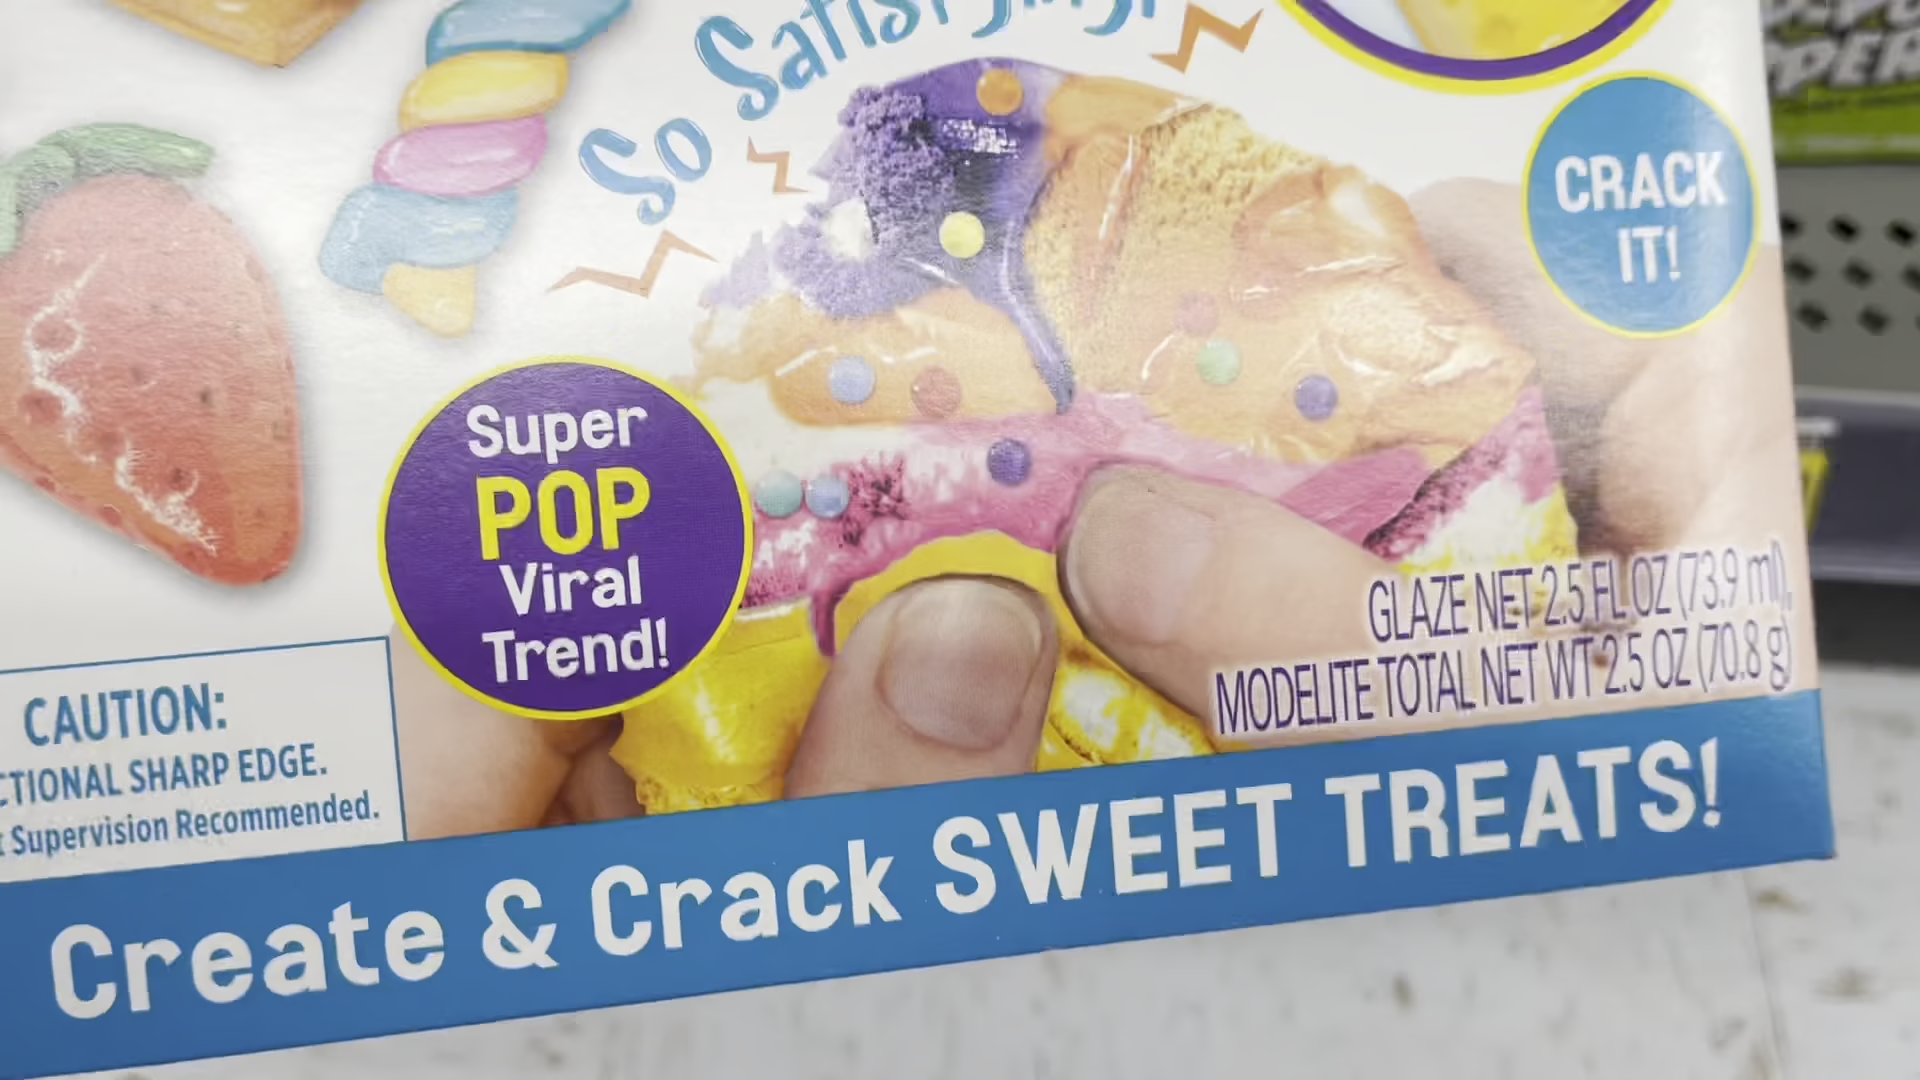 So Satisfying!
CRACK
IT!
Super
POP
Viral
Trend!
GLAZE NET 2.5 FL OZ (73.9 ml),
MODELITE TOTAL NET WT 2.5 OZ (70.8 g)
CAUTION:
CTIONAL SHARP EDGE.
Supervision Recommended.
Create & Crack SWEET TREATS!